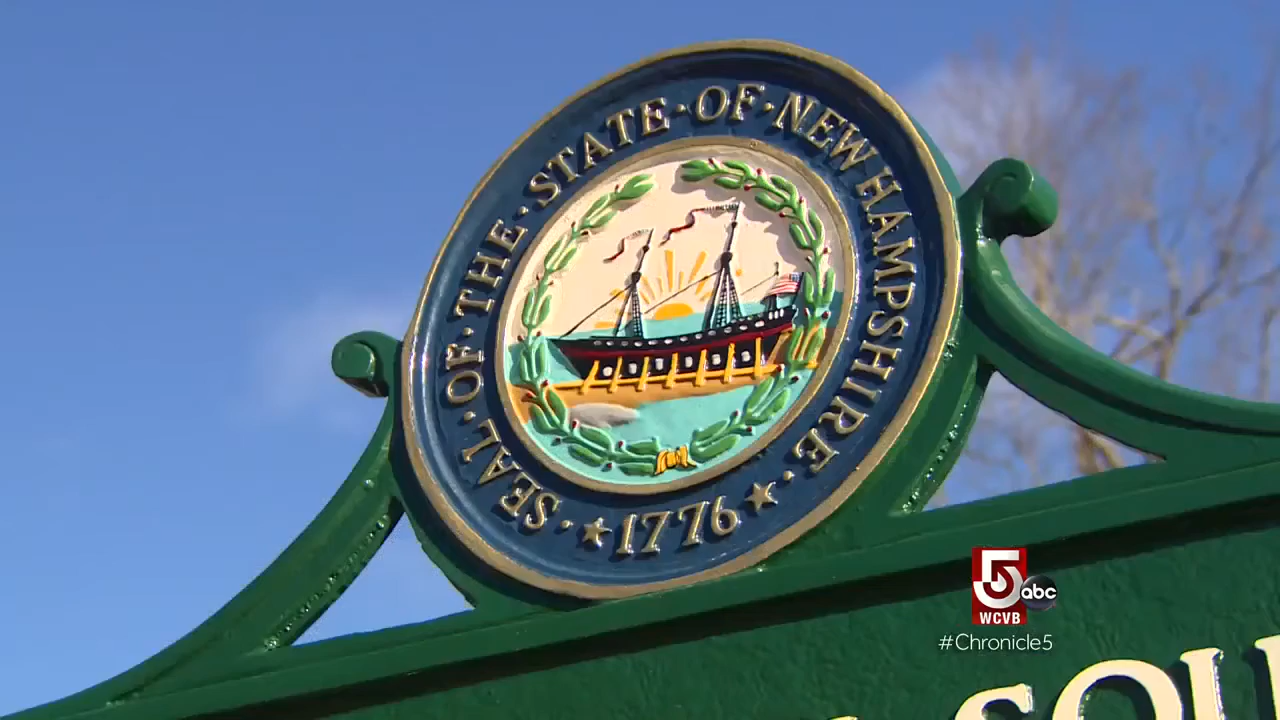 SEAL·OF·THE·STATE·OF·NEW HAMPSHIRE·
★1776★
5 abc
WCVB
#Chronicle5